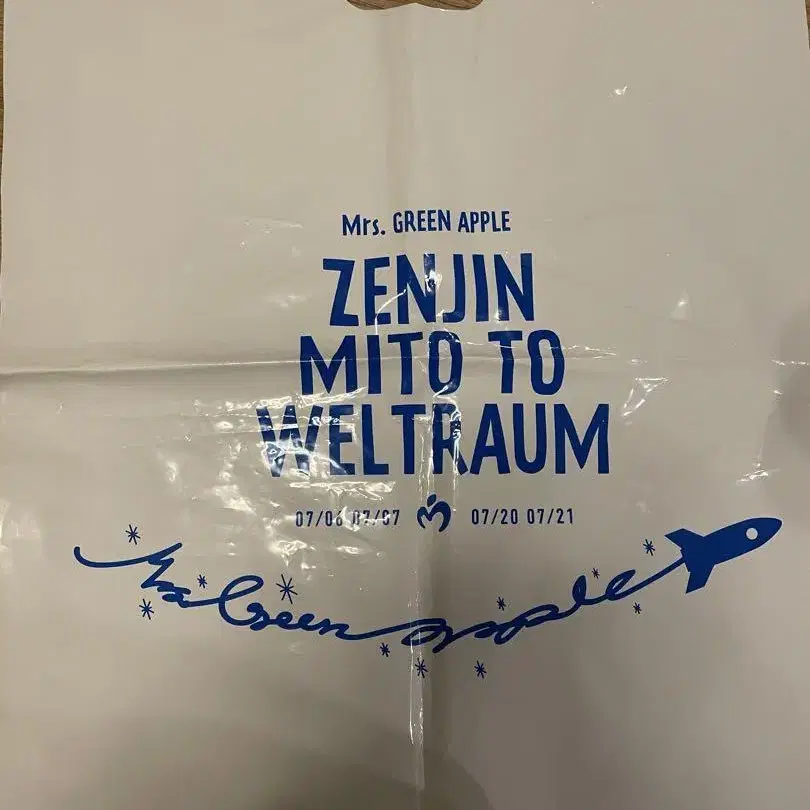 Mrs. GREEN APPLE
ZENJIN
MITO TO
WELTRAUM
07/06 07/07 07/20 07/21
Mrs. Green Apple